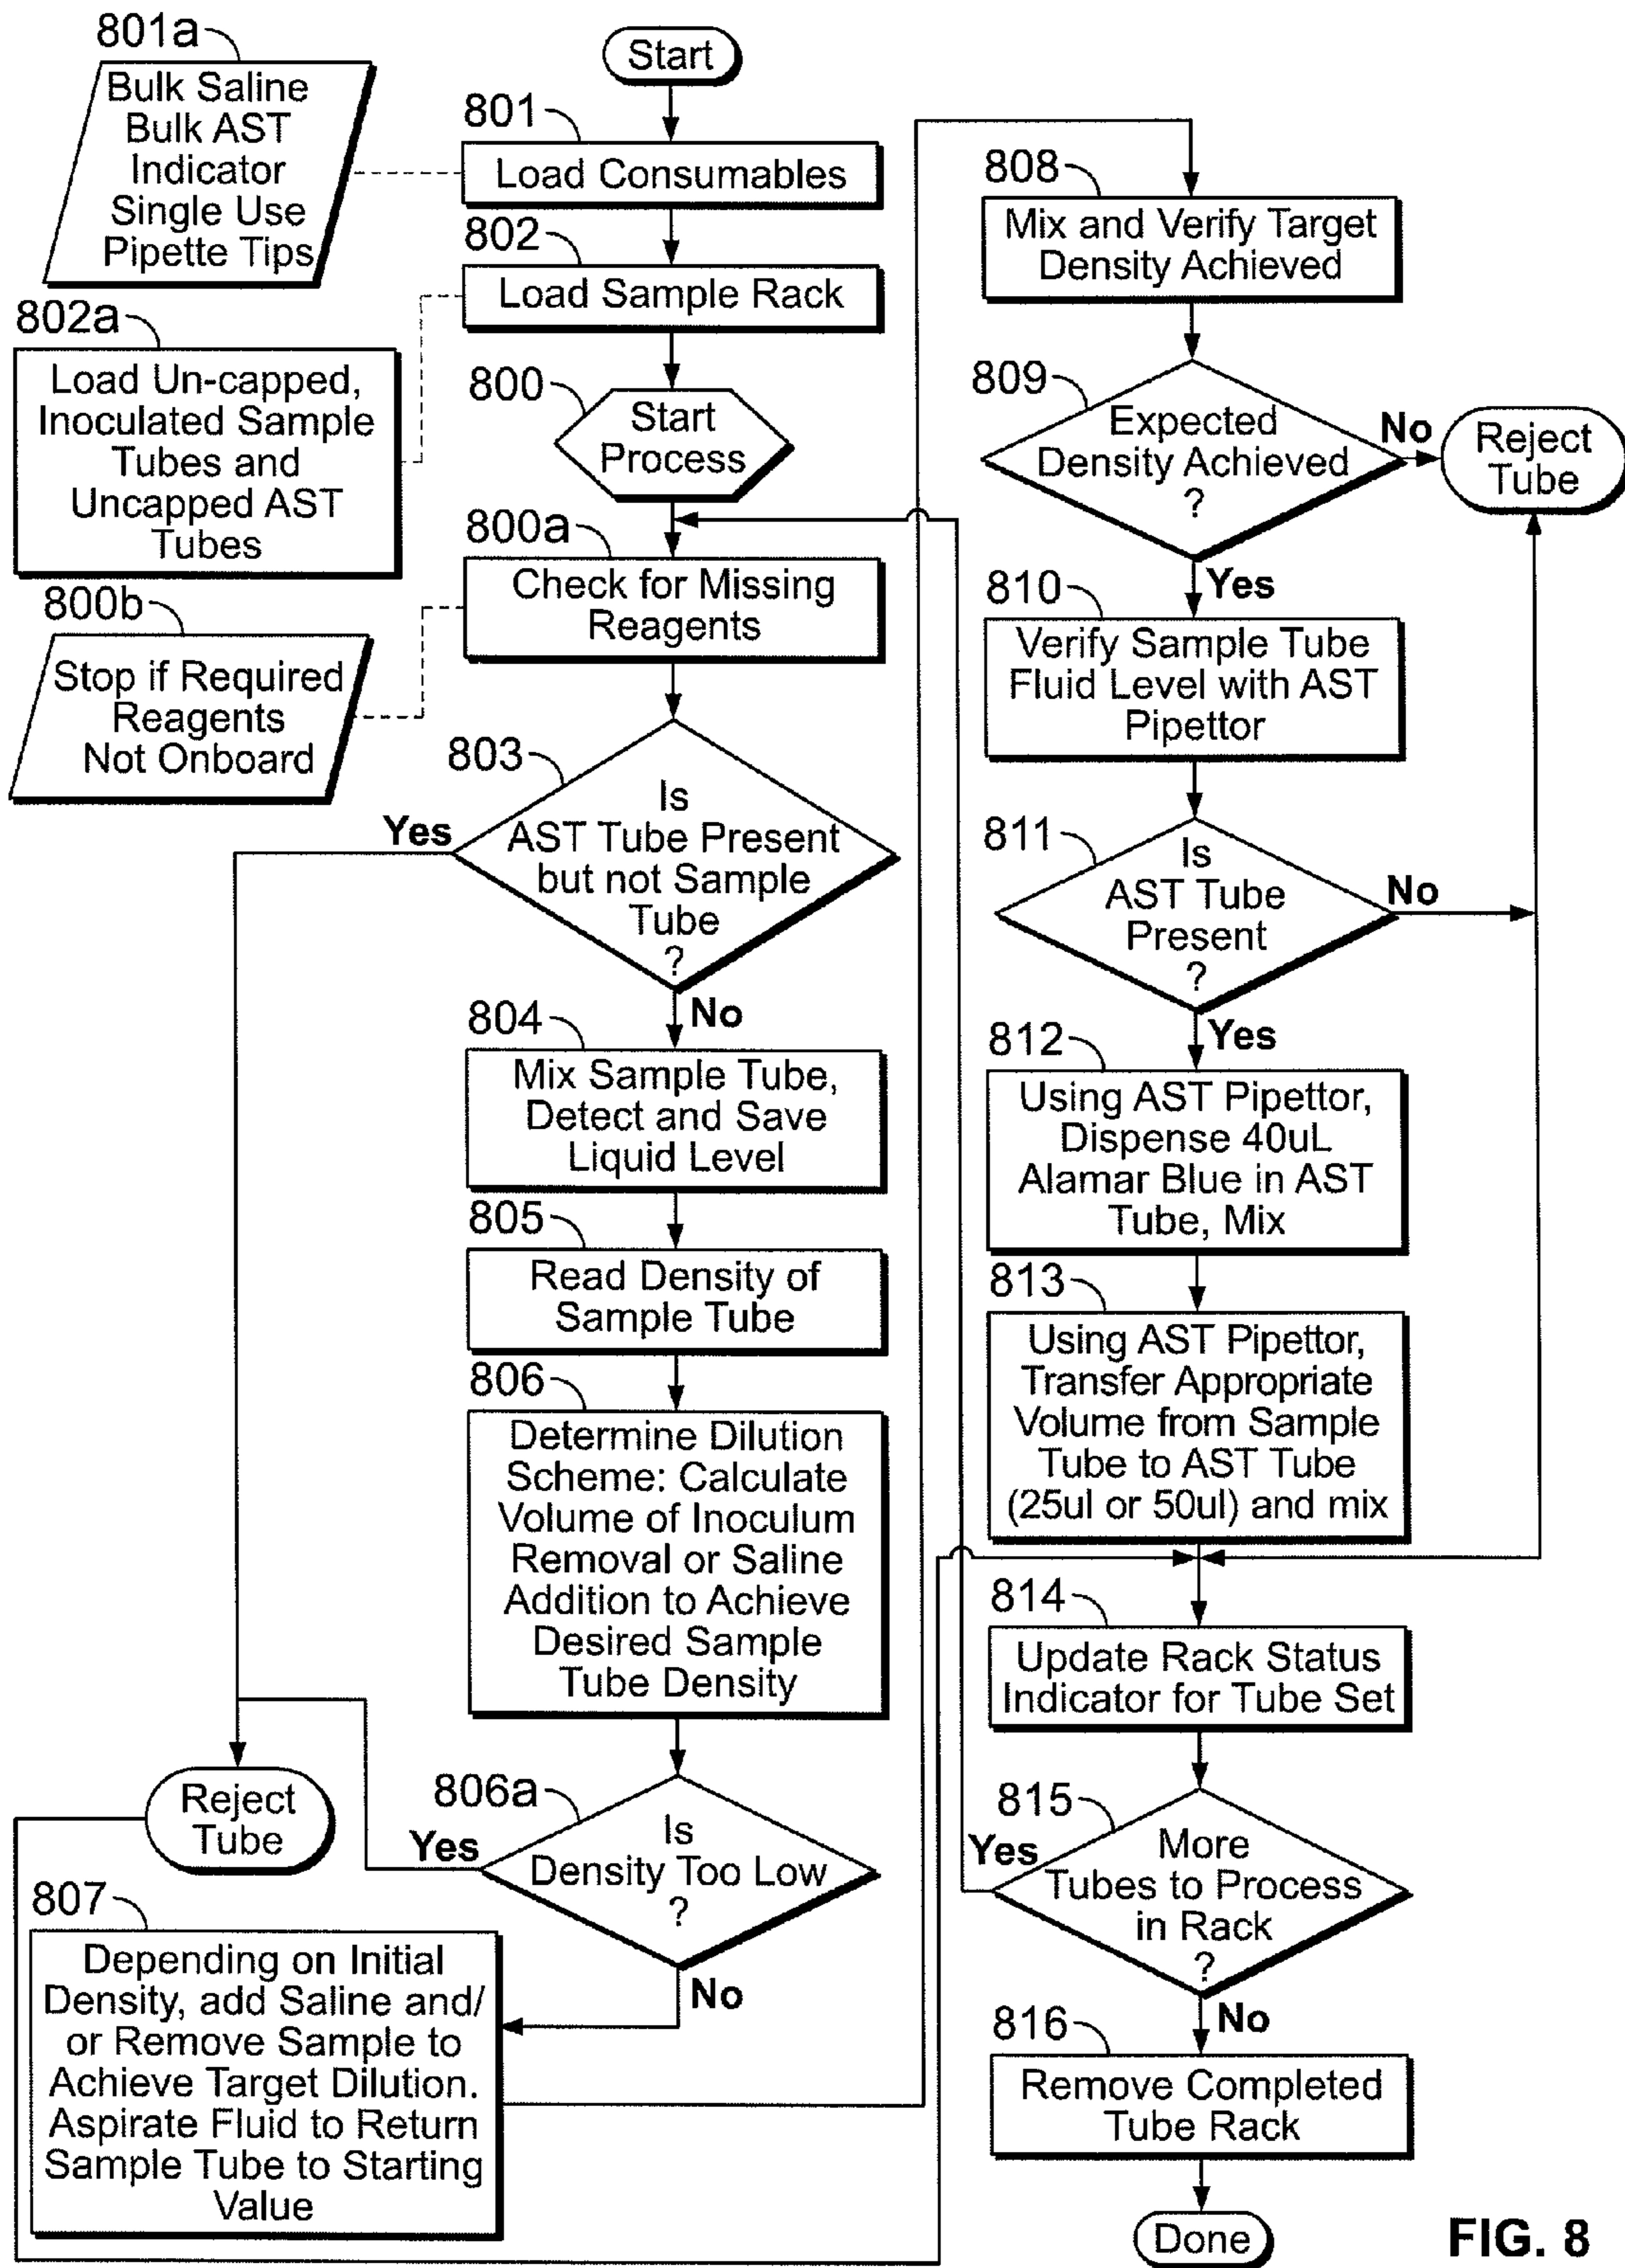 801a
Bulk Saline
Bulk AST
Indicator
Single Use
Pipette Tips
Start
801
Load Consumables
802
Load Sample Rack
802a
Load Un-capped,
Inoculated Sample
Tubes and
Uncapped AST
Tubes
800
Start
Process
800a
Check for Missing
Reagents
800b
Stop if Required
Reagents
Not Onboard
803
Is
AST Tube Present
but not Sample
Tube
?
Yes
No
804
Mix Sample Tube,
Detect and Save
Liquid Level
805
Read Density of
Sample Tube
806
Determine Dilution
Scheme: Calculate
Volume of Inoculum
Removal or Saline
Addition to Achieve
Desired Sample
Tube Density
806a
Is
Density Too Low
?
Yes
No
Reject
Tube
807
Depending on Initial
Density, add Saline and/
or Remove Sample to
Achieve Target Dilution.
Aspirate Fluid to Return
Sample Tube to Starting
Value
808
Mix and Verify Target
Density Achieved
809
Expected
Density Achieved
?
No
Reject
Tube
Yes
810
Verify Sample Tube
Fluid Level with AST
Pipettor
811
Is
AST Tube
Present
?
No
Yes
812
Using AST Pipettor,
Dispense 40uL
Alamar Blue in AST
Tube, Mix
813
Using AST Pipettor,
Transfer Appropriate
Volume from Sample
Tube to AST Tube
(25ul or 50ul) and mix
814
Update Rack Status
Indicator for Tube Set
815
More
Tubes to Process
in Rack
?
Yes
No
816
Remove Completed
Tube Rack
Done
FIG. 8